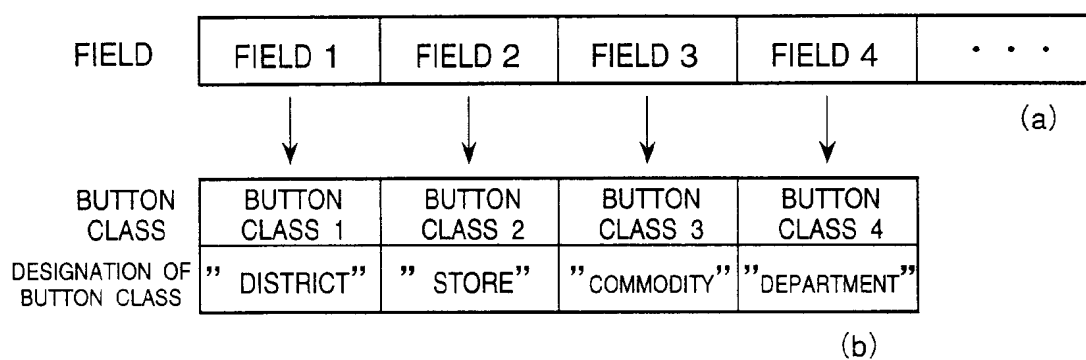 FIELD FIELD 1 FIELD 2 FIELD 3 FIELD 4 . . .
(a)
BUTTON CLASS BUTTON CLASS 1 BUTTON CLASS 2 BUTTON CLASS 3 BUTTON CLASS 4
DESIGNATION OF BUTTON CLASS " DISTRICT" " STORE" "COMMODITY" "DEPARTMENT"
(b)